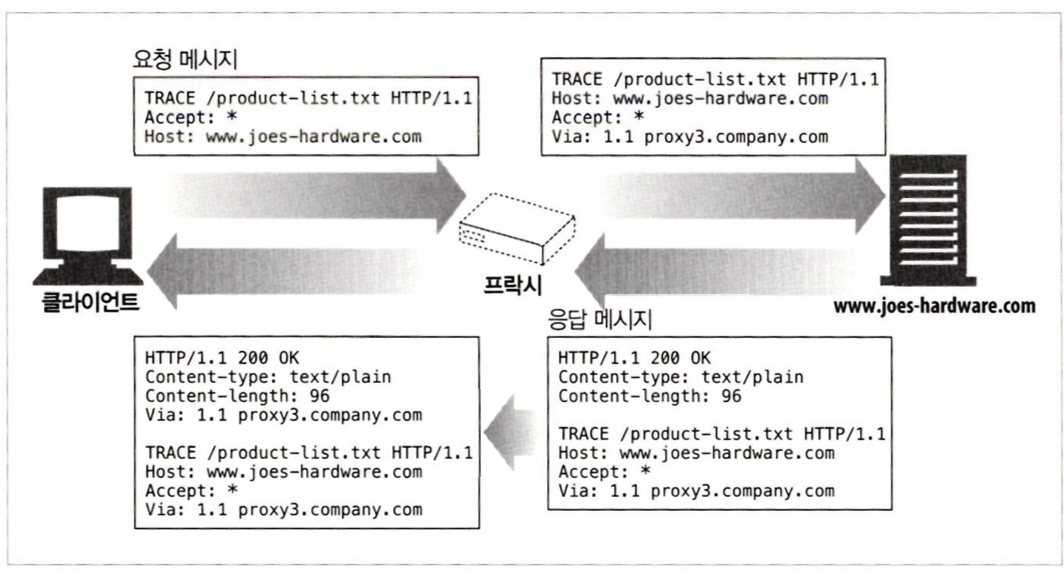 요청 메시지
TRACE /product-list.txt HTTP/1.1
Accept: *
Host: www.joes-hardware.com
TRACE /product-list.txt HTTP/1.1
Host: www.joes-hardware.com
Accept: *
Via: 1.1 proxy3.company.com
클라이언트
프락시
www.joes-hardware.com
응답 메시지
HTTP/1.1 200 OK
Content-type: text/plain
Content-length: 96
Via: 1.1 proxy3.company.com
TRACE /product-list.txt HTTP/1.1
Host: www.joes-hardware.com
Accept: *
Via: 1.1 proxy3.company.com
HTTP/1.1 200 OK
Content-type: text/plain
Content-length: 96
TRACE /product-list.txt HTTP/1.1
Host: www.joes-hardware.com
Accept: *
Via: 1.1 proxy3.company.com